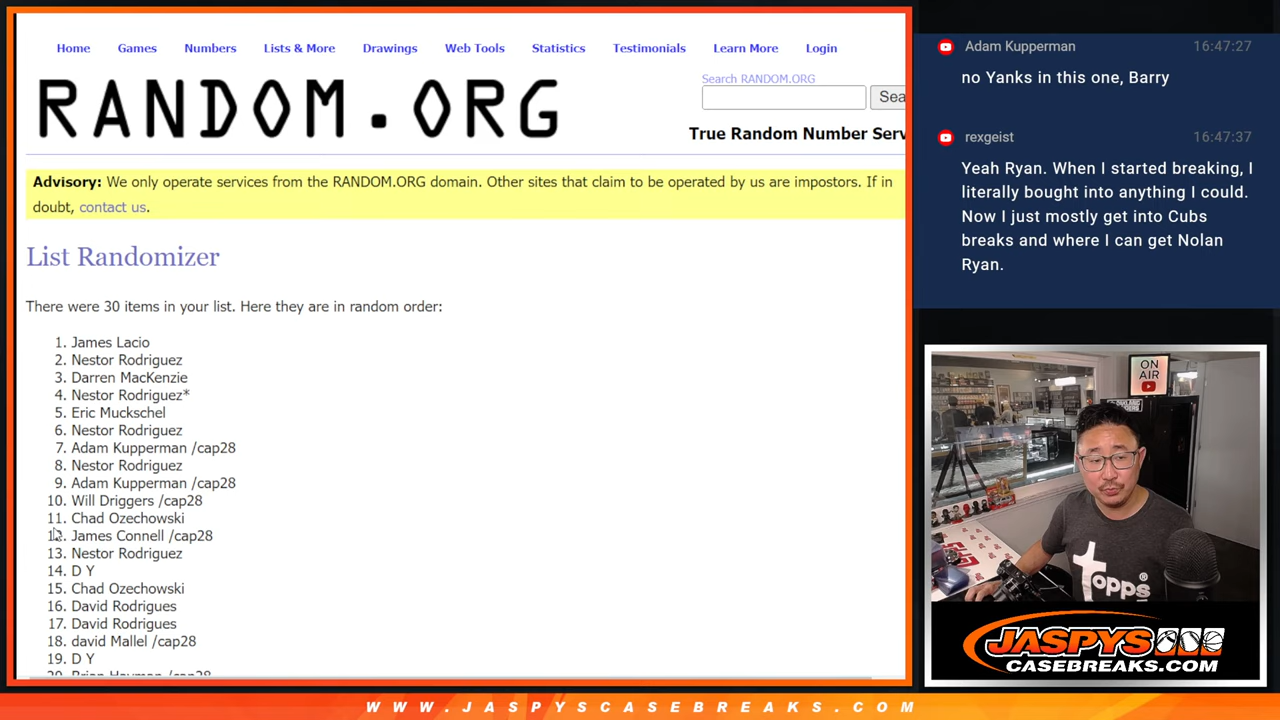 Home Games Numbers Lists & More Drawings Web Tools Statistics Testimonials Learn More Login
RANDOM.ORG
Search RANDOM.ORG
Sea
True Random Number Serv
Advisory: We only operate services from the RANDOM.ORG domain. Other sites that claim to be operated by us are impostors. If in
doubt, contact us.
List Randomizer
There were 30 items in your list. Here they are in random order:
1. James Lacio
2. Nestor Rodriguez
3. Darren MacKenzie
4. Nestor Rodriguez*
5. Eric Muckschel
6. Nestor Rodriguez
7. Adam Kupperman /cap28
8. Nestor Rodriguez
9. Adam Kupperman /cap28
10. Will Driggers /cap28
11. Chad Ozechowski
12. James Connell /cap28
13. Nestor Rodriguez
14. D Y
15. Chad Ozechowski
16. David Rodrigues
17. David Rodrigues
18. david Mallel /cap28
19. D Y
Adam Kupperman 16:47:27
no Yanks in this one, Barry
rexgeist 16:47:37
Yeah Ryan. When I started breaking, I
literally bought into anything I could.
Now I just mostly get into Cubs
breaks and where I can get Nolan
Ryan.
ON
AIR
topps
JASPYS
CASEBREAKS.COM
WWW.JASPYSCASEBREAKS.COM